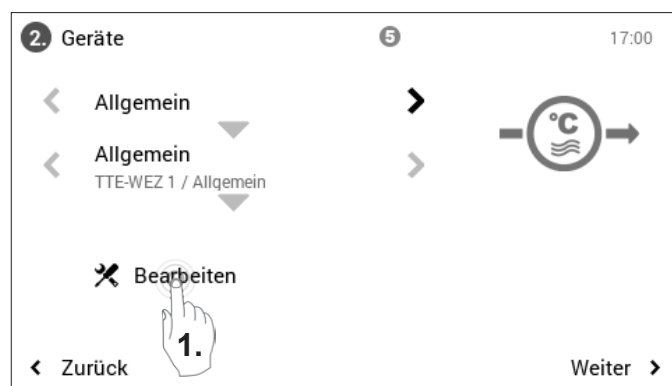 2. Geräte 5 17:00
Allgemein
°C
Allgemein
TTE-WEZ 1 / Allgemein
Bearbeiten
1.
Zurück Weiter